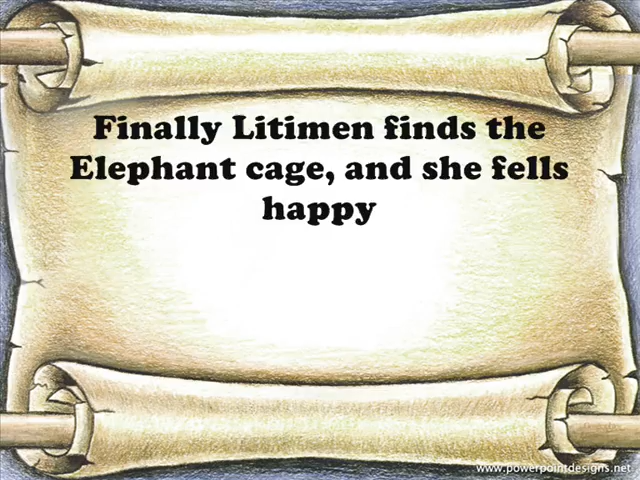 Finally Litimen finds the
Elephant cage, and she fells
happy
www.powerpointdesigns.net